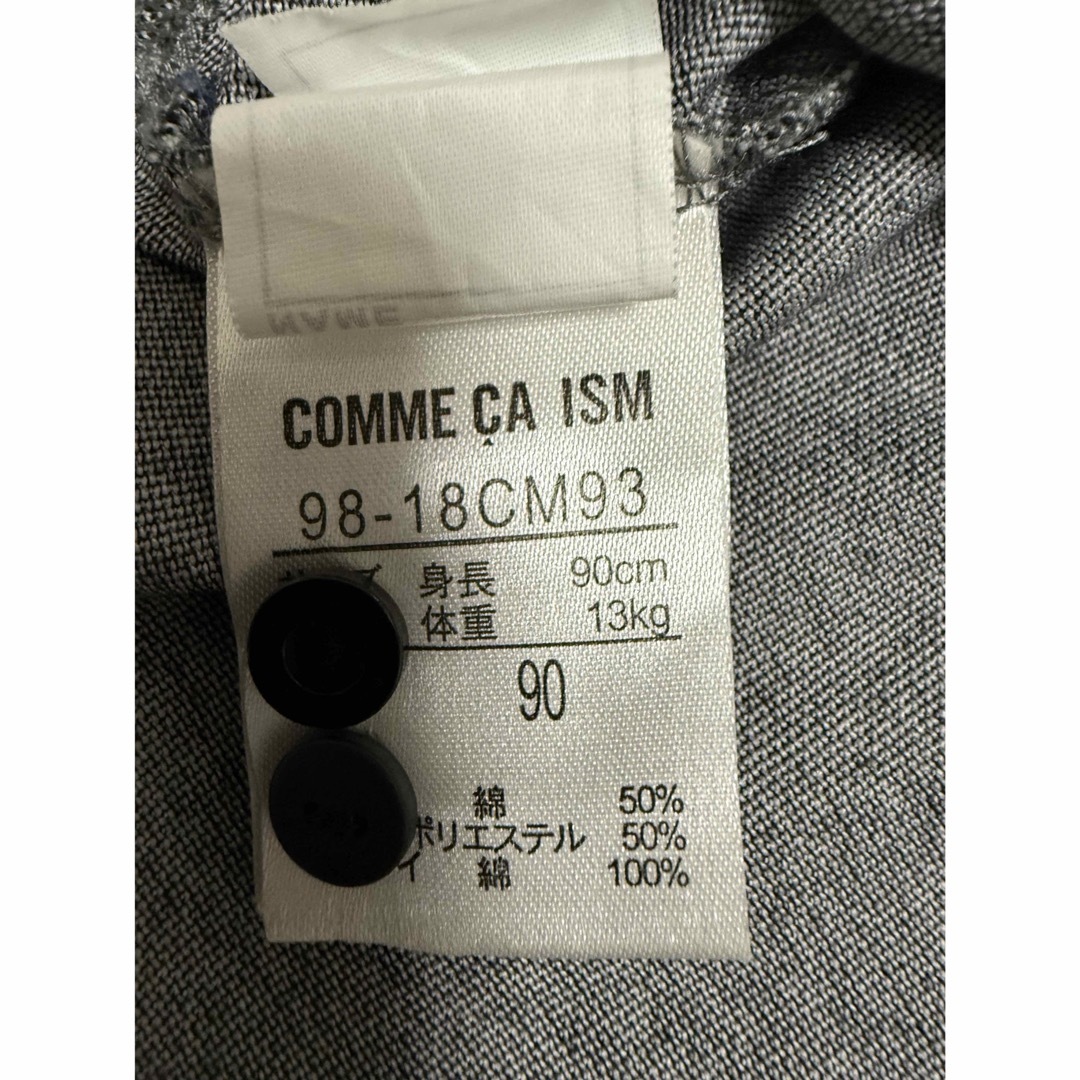 NAME
COMME ÇA ISM
98-18CM93
身長 90cm
体重 13kg
90
綿 50%
ポリエステル 50%
綿 100%